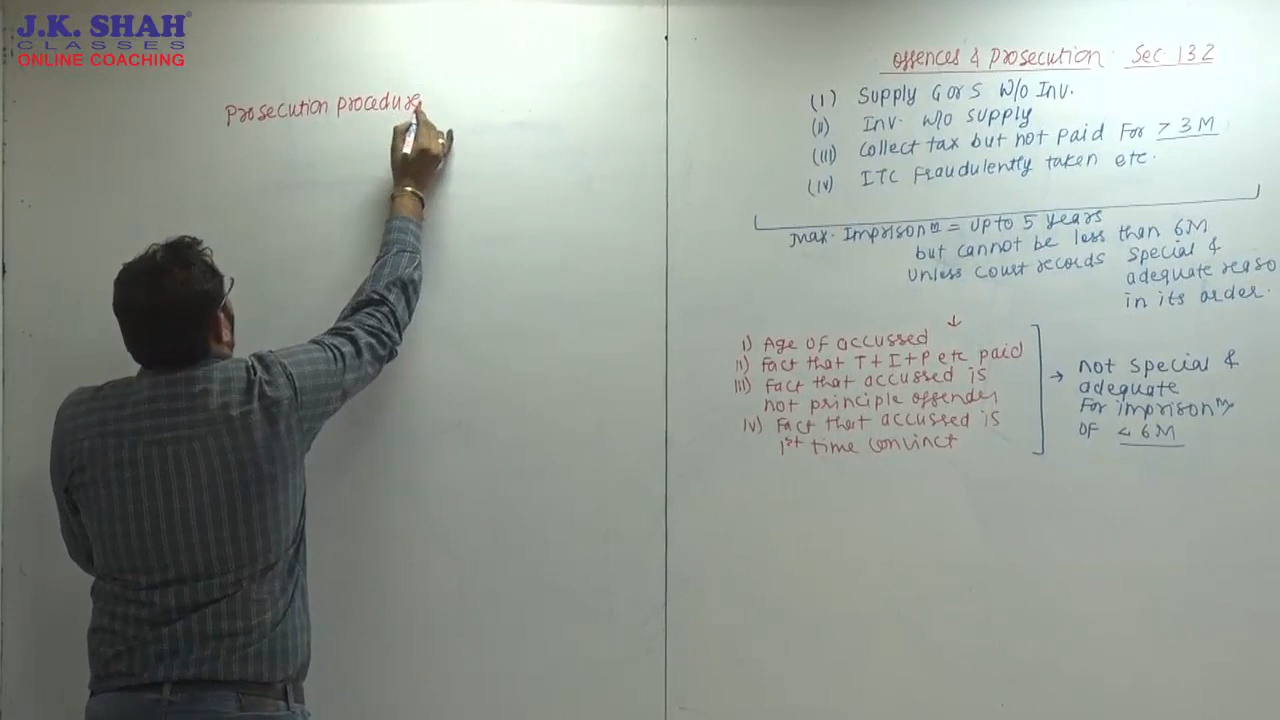 J.K. SHAH®
CLASSES
ONLINE COACHING
Prosecution procedure
Offences & Prosecution Sec 132
(I) Supply G or S W/O Inv.
(II) Inv. W/O Supply
(III) Collect tax but not paid for > 3 M
(IV) ITC Fraudulently taken etc.
Max. Imprisonᵐ = Up to 5 years
but cannot be less than 6M
Unless Court records Special &
adequate reaso
in its order.
I) Age of accussed
II) Fact that T + I + P etc paid
III) Fact that accussed is
not principle offender
IV) Fact that accussed is
1st time Convinct
→ not Special &
adequate
For imprisonᵐ
of < 6M